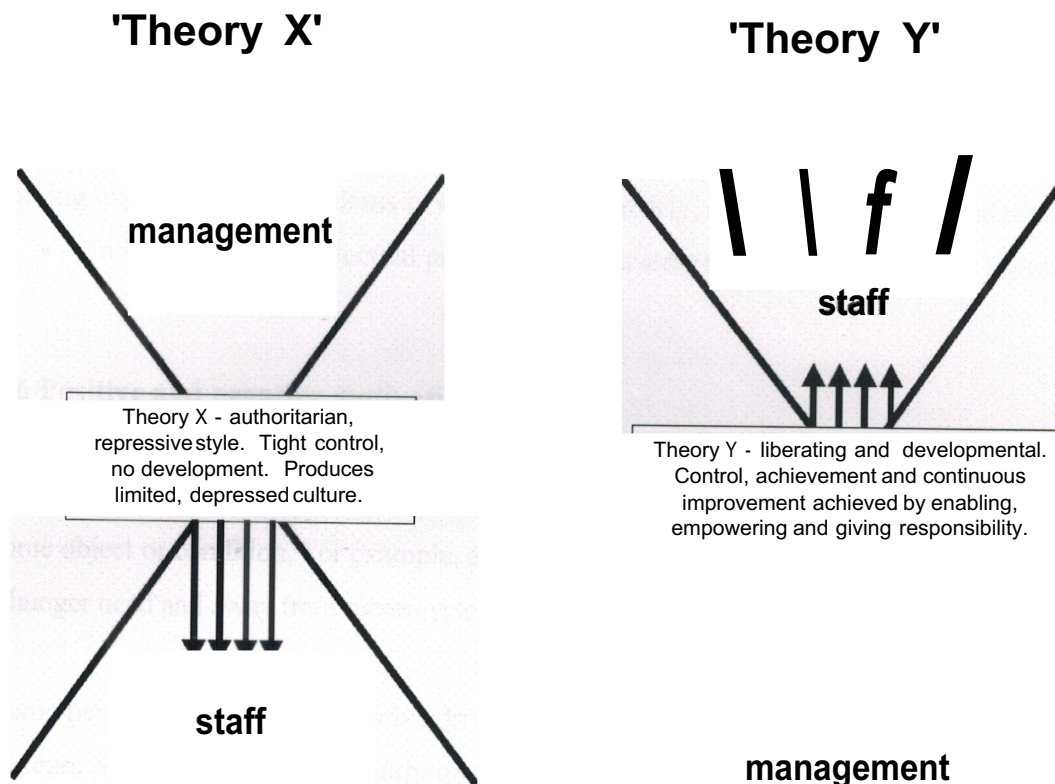 'Theory X'
'Theory Y'
management
staff
Theory X - authoritarian,
repressive style. Tight control,
no development. Produces
limited, depressed culture.
Theory Y - liberating and developmental.
Control, achievement and continuous
improvement achieved by enabling,
empowering and giving responsibility.
staff
management